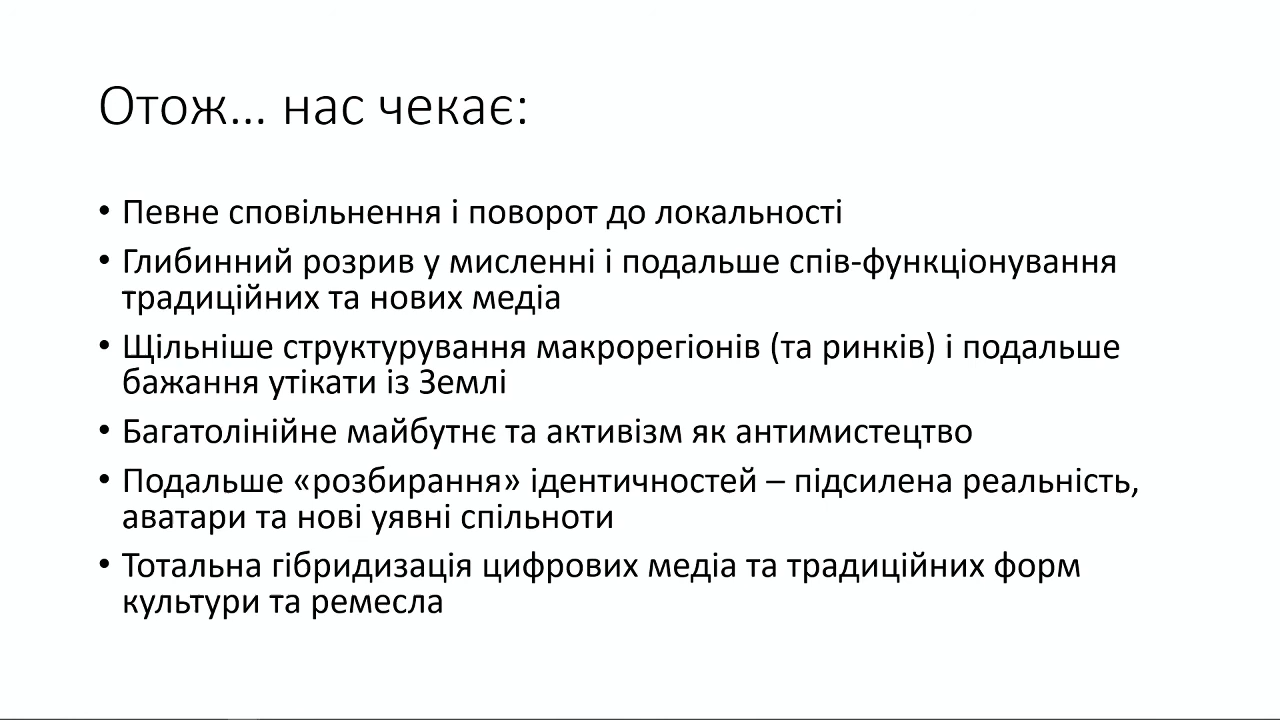 Отож… нас чекає:
• Певне сповільнення і поворот до локальності
• Глибинний розрив у мисленні і подальше спів-функціонування
традиційних та нових медіа
• Щільніше структурування макрорегіонів (та ринків) і подальше
бажання утікати із Землі
• Багатолінійне майбутнє та активізм як антимистецтво
• Подальше «розбирання» ідентичностей – підсилена реальність,
аватари та нові уявні спільноти
• Тотальна гібридизація цифрових медіа та традиційних форм
культури та ремесла